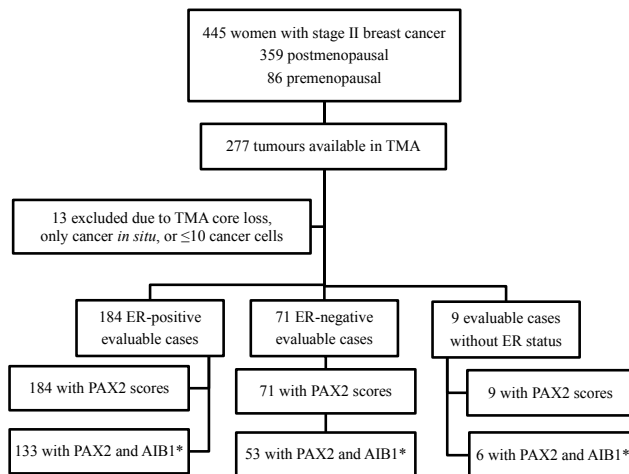 445 women with stage II breast cancer
359 postmenopausal
86 premenopausal
277 tumours available in TMA
13 excluded due to TMA core loss,
only cancer in situ, or ≤10 cancer cells
184 ER-positive
evaluable cases
71 ER-negative
evaluable cases
9 evaluable cases
without ER status
184 with PAX2 scores
71 with PAX2 scores
9 with PAX2 scores
133 with PAX2 and AIB1*
53 with PAX2 and AIB1*
6 with PAX2 and AIB1*